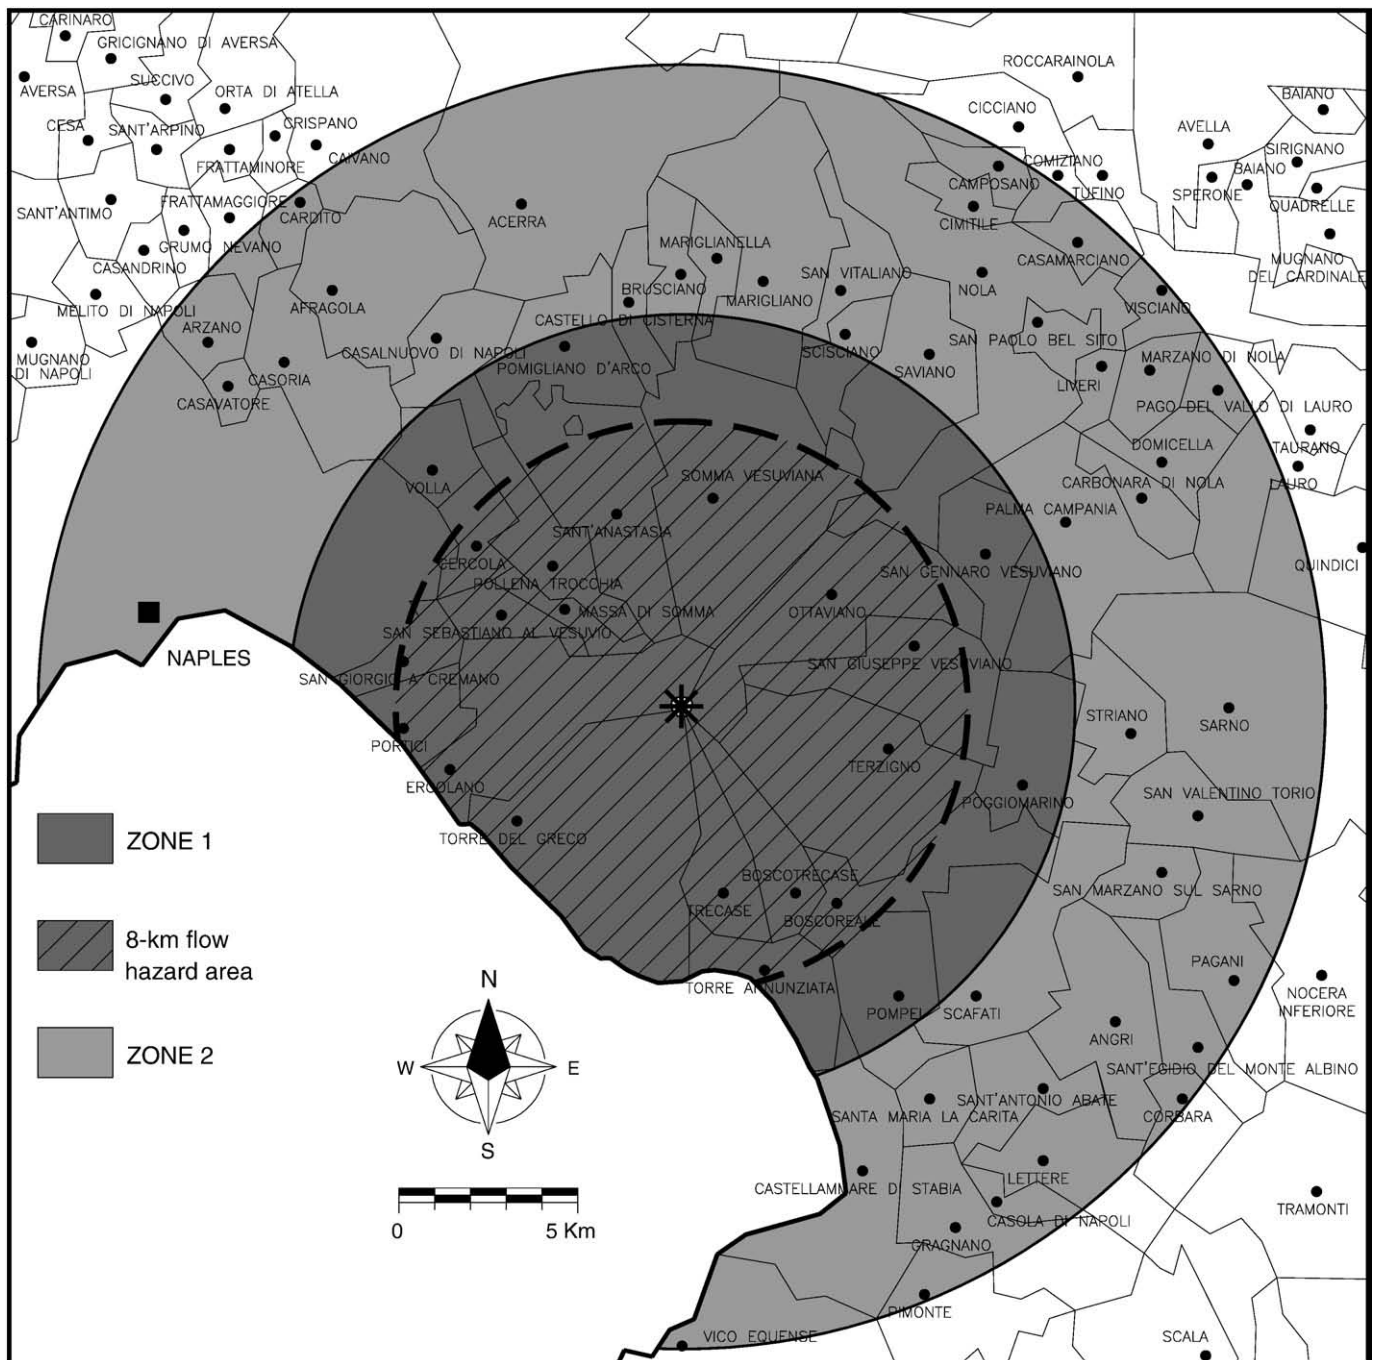 CARINARO
GRICIGNANO DI AVERSA
ROCCARAINOLA
SUCCIVO
AVERSA
ORTA DI ATELLA
BAIANO
CICCIANO
CESA
SANT'ARPINO
CRISPANO
AVELLA
FRATTAMINORE
CAIVANO
SIRIGNANO
COMIZIANO
BAIANO
CAMPOSANO
TUFINO
SPERONE
QUADRELLE
SANT'ANTIMO
FRATTAMAGGIORE
CARDITO
ACERRA
CIMITILE
GRUMO NEVANO
MARIGLIANELLA
CASANDRINO
CASAMARCIANO
MUGNANO
DEL CARDINALE
SAN VITALIANO
BRUSCIANO
MARIGLIANO
NOLA
MELITO DI NAPOLI
AFRAGOLA
VISCIANO
CASTELLO DI CISTERNA
ARZANO
SAN PAOLO BEL SITO
CASALNUOVO DI NAPOLI
SCISCIANO
MARZANO DI NOLA
MUGNANO
DI NAPOLI
POMIGLIANO D'ARCO
SAVIANO
CASORIA
LIVERI
CASAVATORE
PAGO DEL VALLO DI LAURO
DOMICELLA
TAURANO
SOMMA VESUVIANA
CARBONARA DI NOLA
LAURO
VOLLA
PALMA CAMPANIA
SANT'ANASTASIA
CERCOLA
SAN GENNARO VESUVIANO
QUINDICI
POLLENA TROCCHIA
MASSA DI SOMMA
OTTAVIANO
SAN SEBASTIANO AL VESUVIO
NAPLES
SAN GIUSEPPE VESUVIANO
SAN GIORGIO A CREMANO
STRIANO
SARNO
PORTICI
TERZIGNO
ERCOLANO
SAN VALENTINO TORIO
POGGIOMARINO
ZONE 1
TORRE DEL GRECO
BOSCOTRECASE
SAN MARZANO SUL SARNO
TRECASE
BOSCOREALE
8-km flow
hazard area
PAGANI
N
TORRE ANNUNZIATA
NOCERA
INFERIORE
POMPEI
SCAFATI
ANGRI
ZONE 2
W
E
SANT'EGIDIO DEL MONTE ALBINO
SANT'ANTONIO ABATE
SANTA MARIA LA CARITA
CORBARA
S
LETTERE
CASTELLAMMARE DI STABIA
TRAMONTI
CASOLA DI NAPOLI
0
5 Km
GRAGNANO
PIMONTE
VICO EQUENSE
SCALA